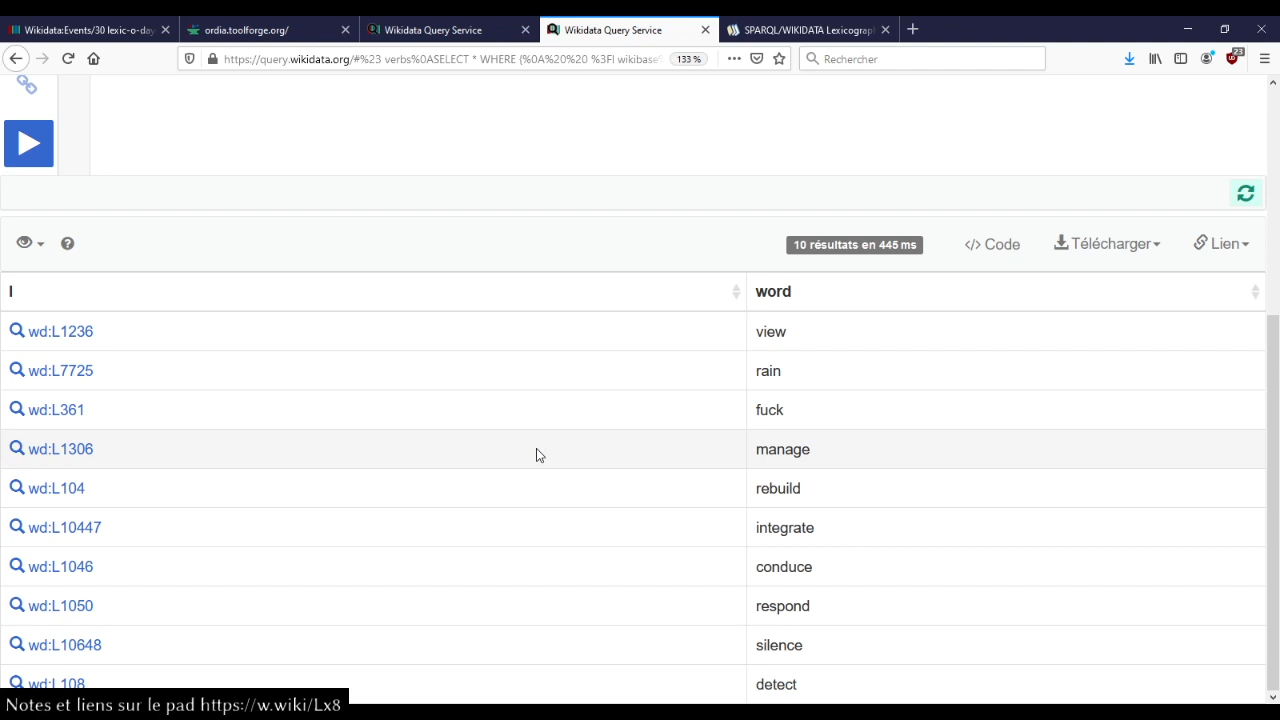 Wikidata:Events/30 lexic-o-day
ordia.toolforge.org/
Wikidata Query Service
Wikidata Query Service
SPARQL/WIKIDATA Lexicograph
https://query.wikidata.org/#%23 verbs%0ASELECT * WHERE {%0A%20 %20 %3Fl wikibase
133 %
Rechercher
23
10 résultats en 445 ms
</> Code
Télécharger
Lien
l word
wd:L1236 view
wd:L7725 rain
wd:L361 fuck
wd:L1306 manage
wd:L104 rebuild
wd:L10447 integrate
wd:L1046 conduce
wd:L1050 respond
wd:L10648 silence
wd:L108 detect
Notes et liens sur le pad https://w.wiki/Lx8